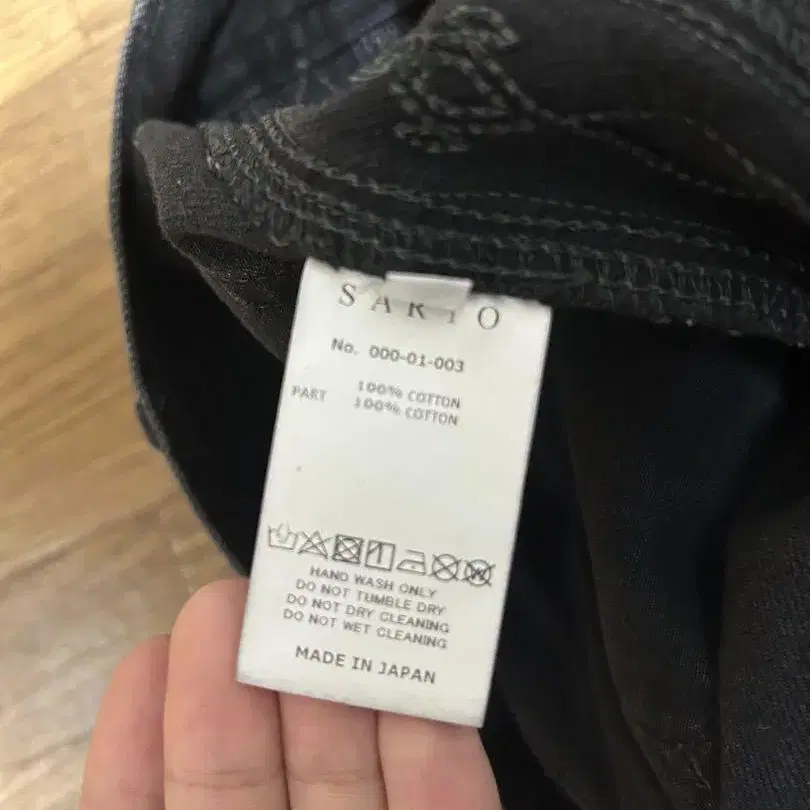 SARTO
No. 000-01-003
100% COTTON
PART 100% COTTON
HAND WASH ONLY
DO NOT TUMBLE DRY
DO NOT DRY CLEANING
DO NOT WET CLEANING
MADE IN JAPAN